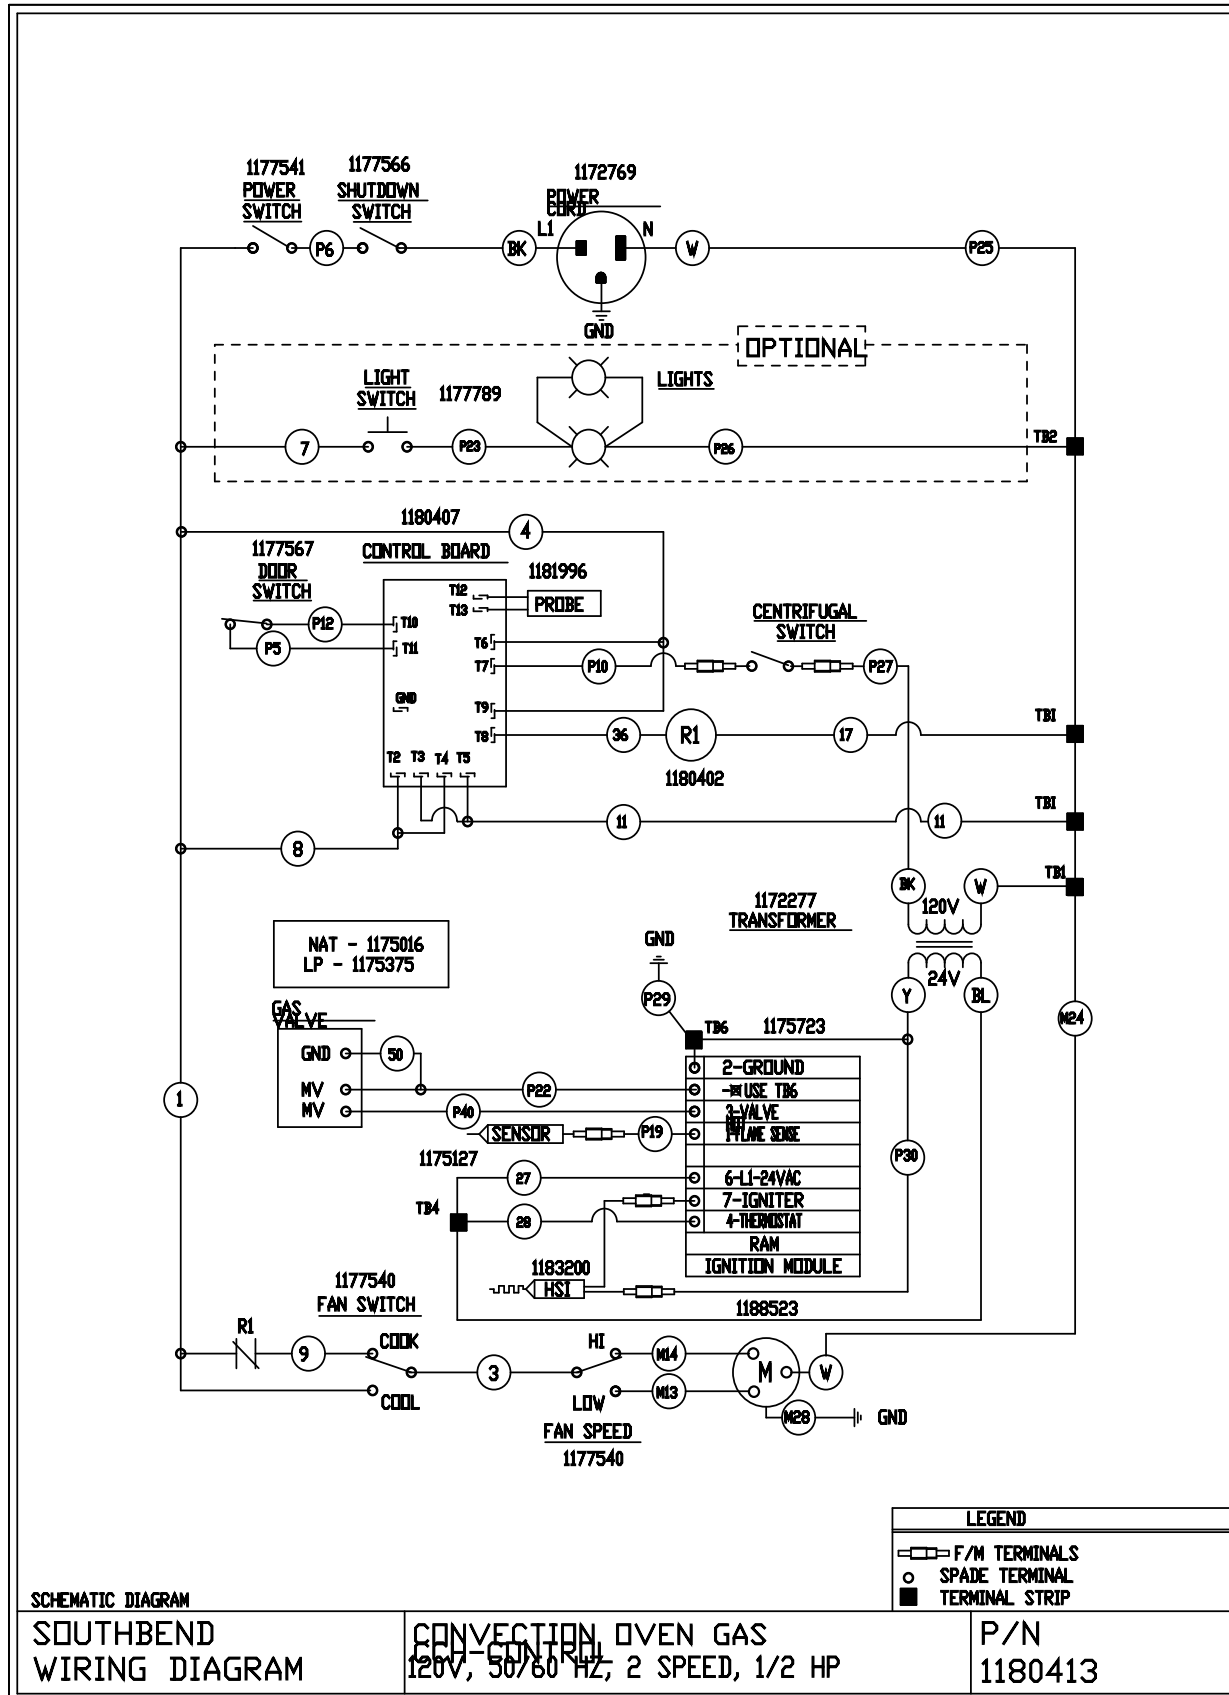 1177541
POWER
SWITCH
1177566
SHUTDOWN
SWITCH
1172769
POWER
CORD
L1
N
P6
BK
W
P25
GND
OPTIONAL
LIGHT
SWITCH
1177789
LIGHTS
7
P23
P26
TB2
1180407
4
1177567
DOOR
SWITCH
CONTROL BOARD
1181996
T12
T13
PROBE
P12
T10
P5
T11
CENTRIFUGAL
SWITCH
T6
T7
P10
P27
GND
T9
T8
36
R1
17
TB1
1180402
T2
T3
T4
T5
11
11
TB1
8
BK
W
TB1
120V
1172277
TRANSFORMER
NAT - 1175016
LP - 1175375
GND
24V
Y
BL
P29
M24
GAS
VALVE
TB6
1175723
GND
50
2-GROUND
MV
P22
USE TB6
MV
P40
3-VALVE
SENSOR
P19
1-FLAME SENSE
1
P30
1175127
27
6-L1-24VAC
7-IGNITER
TB4
28
4-THERMOSTAT
RAM
IGNITION MODULE
1183200
HSI
1188523
1177540
FAN SWITCH
R1
9
COOK
3
HI
M14
M
W
COOL
LOW
M13
M28
GND
FAN SPEED
1177540
LEGEND
F/M TERMINALS
SPADE TERMINAL
TERMINAL STRIP
SCHEMATIC DIAGRAM
SOUTHBEND
WIRING DIAGRAM
CONVECTION OVEN GAS
CCH-CONTROL
120V, 50/60 HZ, 2 SPEED, 1/2 HP
P/N
1180413